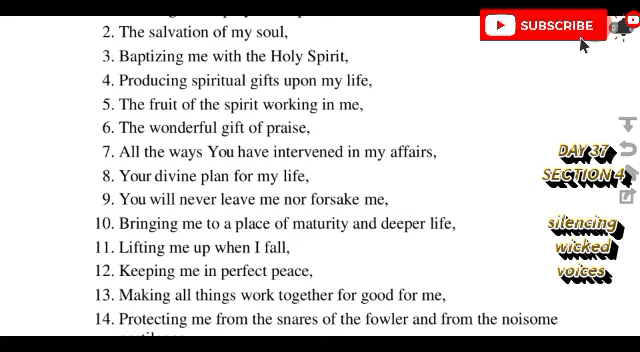 2. The salvation of my soul,
3. Baptizing me with the Holy Spirit,
4. Producing spiritual gifts upon my life,
5. The fruit of the spirit working in me,
6. The wonderful gift of praise,
7. All the ways You have intervened in my affairs,
8. Your divine plan for my life,
9. You will never leave me nor forsake me,
10. Bringing me to a place of maturity and deeper life,
11. Lifting me up when I fall,
12. Keeping me in perfect peace,
13. Making all things work together for good for me,
14. Protecting me from the snares of the fowler and from the noisome
SUBSCRIBE
DAY 37
SECTION 4
silencing
wicked
voices